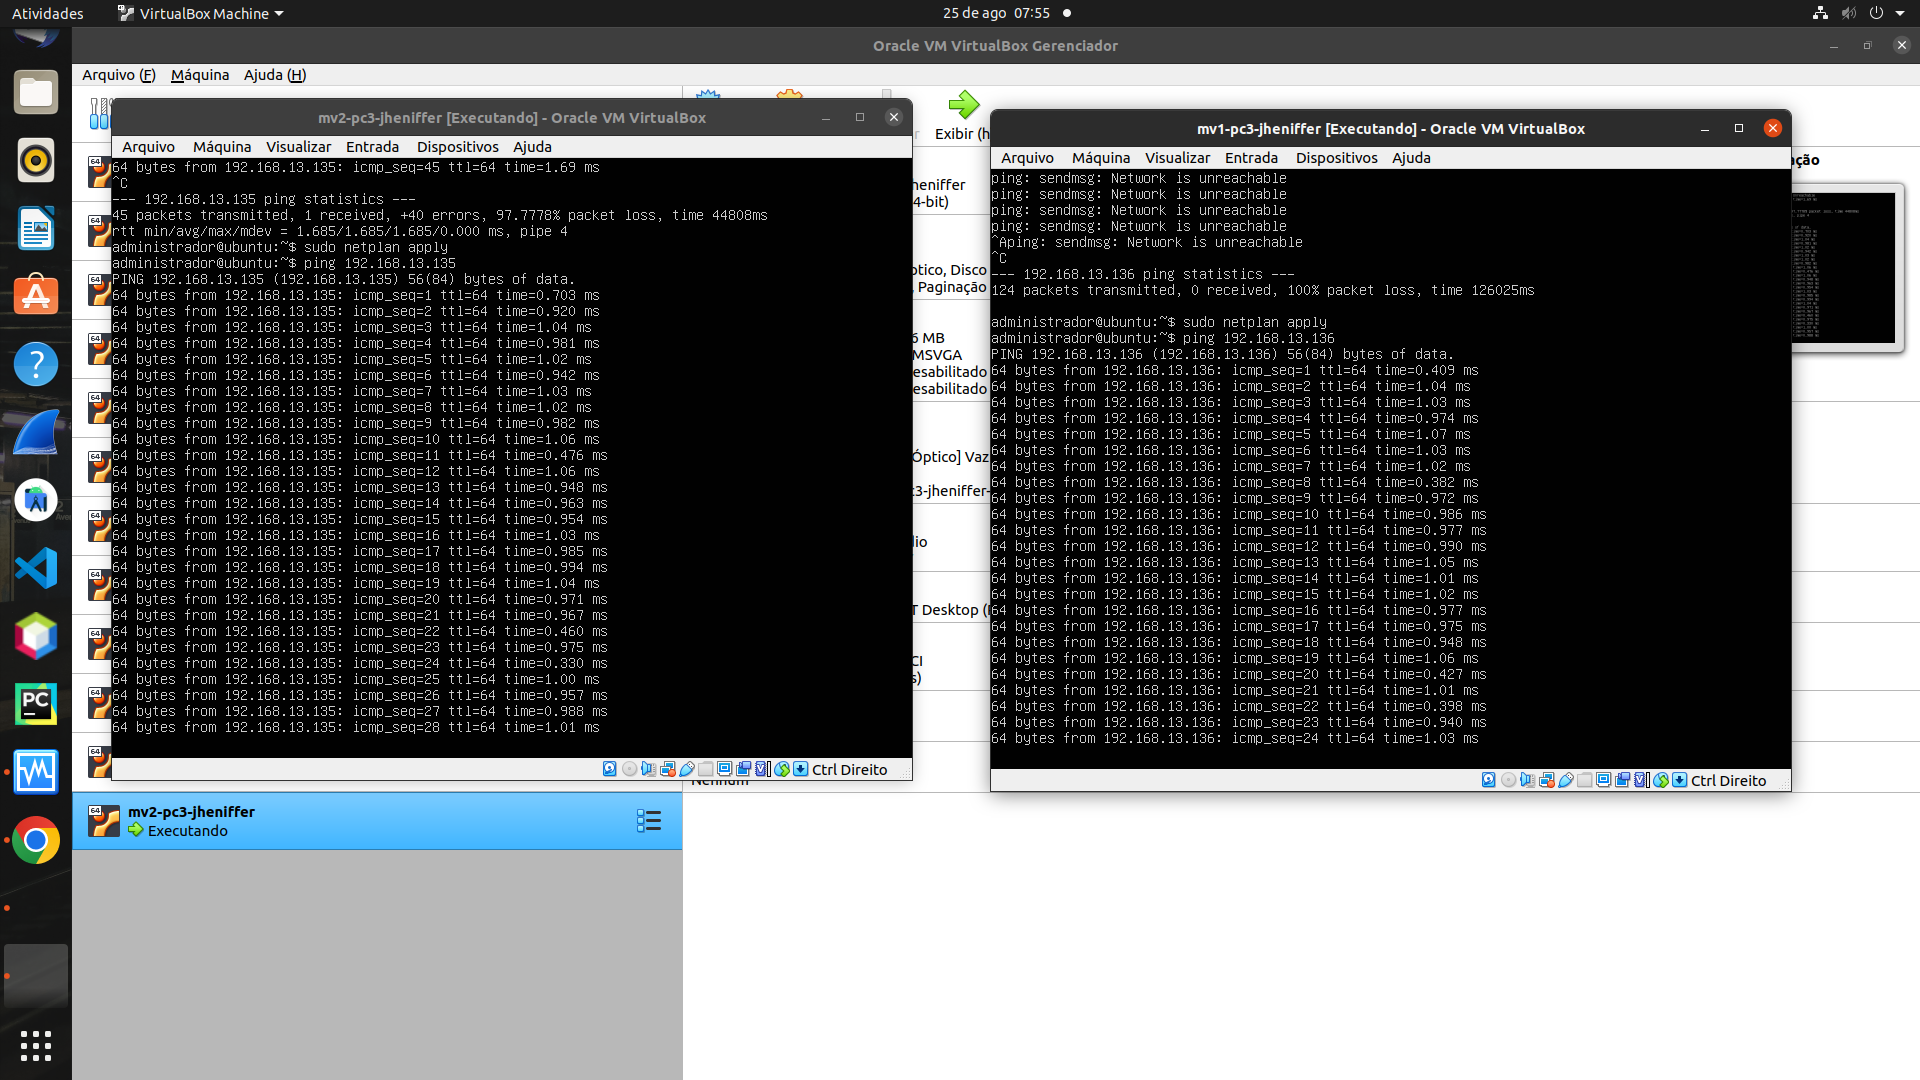 Atividades
VirtualBox Machine
25 de ago 07:55
Oracle VM VirtualBox Gerenciador
Arquivo (F)
Máquina
Ajuda (H)
Exibir (h
mv2-pc3-jheniffer [Executando] - Oracle VM VirtualBox
Arquivo
Máquina
Visualizar
Entrada
Dispositivos
Ajuda
64 bytes from 192.168.13.135: icmp_seq=45 ttl=64 time=1.69 ms
^C
--- 192.168.13.135 ping statistics ---
45 packets transmitted, 1 received, +40 errors, 97.7778% packet loss, time 44808ms
rtt min/avg/max/mdev = 1.685/1.685/1.685/0.000 ms, pipe 4
administrador@ubuntu:~$ sudo netplan apply
administrador@ubuntu:~$ ping 192.168.13.135
PING 192.168.13.135 (192.168.13.135) 56(84) bytes of data.
64 bytes from 192.168.13.135: icmp_seq=1 ttl=64 time=0.703 ms
64 bytes from 192.168.13.135: icmp_seq=2 ttl=64 time=0.920 ms
64 bytes from 192.168.13.135: icmp_seq=3 ttl=64 time=1.04 ms
64 bytes from 192.168.13.135: icmp_seq=4 ttl=64 time=0.981 ms
64 bytes from 192.168.13.135: icmp_seq=5 ttl=64 time=1.02 ms
64 bytes from 192.168.13.135: icmp_seq=6 ttl=64 time=0.942 ms
64 bytes from 192.168.13.135: icmp_seq=7 ttl=64 time=1.03 ms
64 bytes from 192.168.13.135: icmp_seq=8 ttl=64 time=1.02 ms
64 bytes from 192.168.13.135: icmp_seq=9 ttl=64 time=0.982 ms
64 bytes from 192.168.13.135: icmp_seq=10 ttl=64 time=1.06 ms
64 bytes from 192.168.13.135: icmp_seq=11 ttl=64 time=0.476 ms
64 bytes from 192.168.13.135: icmp_seq=12 ttl=64 time=1.06 ms
64 bytes from 192.168.13.135: icmp_seq=13 ttl=64 time=0.948 ms
64 bytes from 192.168.13.135: icmp_seq=14 ttl=64 time=0.963 ms
64 bytes from 192.168.13.135: icmp_seq=15 ttl=64 time=0.954 ms
64 bytes from 192.168.13.135: icmp_seq=16 ttl=64 time=1.03 ms
64 bytes from 192.168.13.135: icmp_seq=17 ttl=64 time=0.985 ms
64 bytes from 192.168.13.135: icmp_seq=18 ttl=64 time=0.994 ms
64 bytes from 192.168.13.135: icmp_seq=19 ttl=64 time=1.04 ms
64 bytes from 192.168.13.135: icmp_seq=20 ttl=64 time=0.971 ms
64 bytes from 192.168.13.135: icmp_seq=21 ttl=64 time=0.967 ms
64 bytes from 192.168.13.135: icmp_seq=22 ttl=64 time=0.460 ms
64 bytes from 192.168.13.135: icmp_seq=23 ttl=64 time=0.975 ms
64 bytes from 192.168.13.135: icmp_seq=24 ttl=64 time=0.330 ms
64 bytes from 192.168.13.135: icmp_seq=25 ttl=64 time=1.00 ms
64 bytes from 192.168.13.135: icmp_seq=26 ttl=64 time=0.957 ms
64 bytes from 192.168.13.135: icmp_seq=27 ttl=64 time=0.988 ms
64 bytes from 192.168.13.135: icmp_seq=28 ttl=64 time=1.01 ms
Ctrl Direito
heniffer
4-bit)
ptico, Disco
, Paginação
6 MB
MSVGA
esabilitado
esabilitado
Óptico] Vaz
c3-jheniffer-
dio
T Desktop (I
CI
s)
Nenhum
mv1-pc3-jheniffer [Executando] - Oracle VM VirtualBox
Arquivo
Máquina
Visualizar
Entrada
Dispositivos
Ajuda
ping: sendmsg: Network is unreachable
ping: sendmsg: Network is unreachable
ping: sendmsg: Network is unreachable
ping: sendmsg: Network is unreachable
^Aping: sendmsg: Network is unreachable
^C
--- 192.168.13.136 ping statistics ---
124 packets transmitted, 0 received, 100% packet loss, time 126025ms
administrador@ubuntu:~$ sudo netplan apply
administrador@ubuntu:~$ ping 192.168.13.136
PING 192.168.13.136 (192.168.13.136) 56(84) bytes of data.
64 bytes from 192.168.13.136: icmp_seq=1 ttl=64 time=0.409 ms
64 bytes from 192.168.13.136: icmp_seq=2 ttl=64 time=1.04 ms
64 bytes from 192.168.13.136: icmp_seq=3 ttl=64 time=1.03 ms
64 bytes from 192.168.13.136: icmp_seq=4 ttl=64 time=0.974 ms
64 bytes from 192.168.13.136: icmp_seq=5 ttl=64 time=1.07 ms
64 bytes from 192.168.13.136: icmp_seq=6 ttl=64 time=1.03 ms
64 bytes from 192.168.13.136: icmp_seq=7 ttl=64 time=1.02 ms
64 bytes from 192.168.13.136: icmp_seq=8 ttl=64 time=0.382 ms
64 bytes from 192.168.13.136: icmp_seq=9 ttl=64 time=0.972 ms
64 bytes from 192.168.13.136: icmp_seq=10 ttl=64 time=0.986 ms
64 bytes from 192.168.13.136: icmp_seq=11 ttl=64 time=0.977 ms
64 bytes from 192.168.13.136: icmp_seq=12 ttl=64 time=0.990 ms
64 bytes from 192.168.13.136: icmp_seq=13 ttl=64 time=1.05 ms
64 bytes from 192.168.13.136: icmp_seq=14 ttl=64 time=1.01 ms
64 bytes from 192.168.13.136: icmp_seq=15 ttl=64 time=1.02 ms
64 bytes from 192.168.13.136: icmp_seq=16 ttl=64 time=0.977 ms
64 bytes from 192.168.13.136: icmp_seq=17 ttl=64 time=0.975 ms
64 bytes from 192.168.13.136: icmp_seq=18 ttl=64 time=0.948 ms
64 bytes from 192.168.13.136: icmp_seq=19 ttl=64 time=1.06 ms
64 bytes from 192.168.13.136: icmp_seq=20 ttl=64 time=0.427 ms
64 bytes from 192.168.13.136: icmp_seq=21 ttl=64 time=1.01 ms
64 bytes from 192.168.13.136: icmp_seq=22 ttl=64 time=0.398 ms
64 bytes from 192.168.13.136: icmp_seq=23 ttl=64 time=0.940 ms
64 bytes from 192.168.13.136: icmp_seq=24 ttl=64 time=1.03 ms
Ctrl Direito
ação
mv2-pc3-jheniffer
Executando